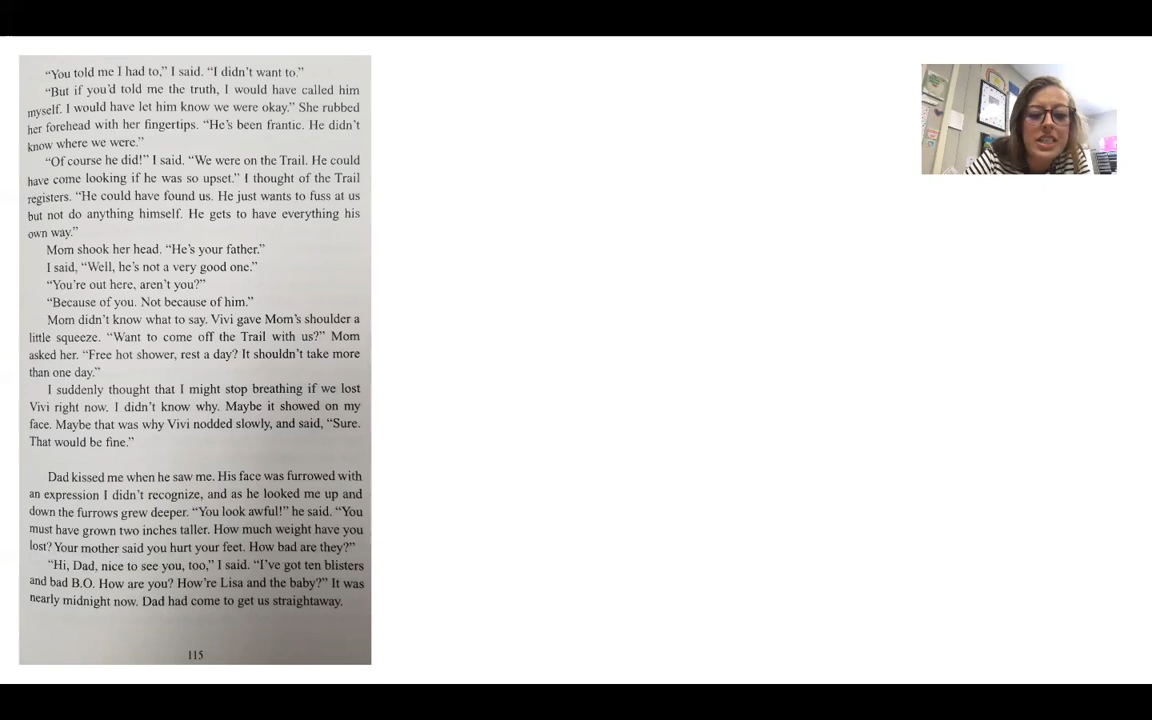 “You told me I had to,” I said. “I didn’t want to.”
“But if you’d told me the truth, I would have called him
myself. I would have let him know we were okay.” She rubbed
her forehead with her fingertips. “He’s been frantic. He didn’t
know where we were.”
“Of course he did!” I said. “We were on the Trail. He could
have come looking if he was so upset.” I thought of the Trail
registers. “He could have found us. He just wants to fuss at us
but not do anything himself. He gets to have everything his
own way.”
Mom shook her head. “He’s your father.”
I said, “Well, he’s not a very good one.”
“You’re out here, aren’t you?”
“Because of you. Not because of him.”
Mom didn’t know what to say. Vivi gave Mom’s shoulder a
little squeeze. “Want to come off the Trail with us?” Mom
asked her. “Free hot shower, rest a day? It shouldn’t take more
than one day.”
I suddenly thought that I might stop breathing if we lost
Vivi right now. I didn’t know why. Maybe it showed on my
face. Maybe that was why Vivi nodded slowly, and said, “Sure.
That would be fine.”
Dad kissed me when he saw me. His face was furrowed with
an expression I didn’t recognize, and as he looked me up and
down the furrows grew deeper. “You look awful!” he said. “You
must have grown two inches taller. How much weight have you
lost? Your mother said you hurt your feet. How bad are they?”
“Hi, Dad, nice to see you, too,” I said. “I’ve got ten blisters
and bad B.O. How are you? How’re Lisa and the baby?” It was
nearly midnight now. Dad had come to get us straightaway.
115